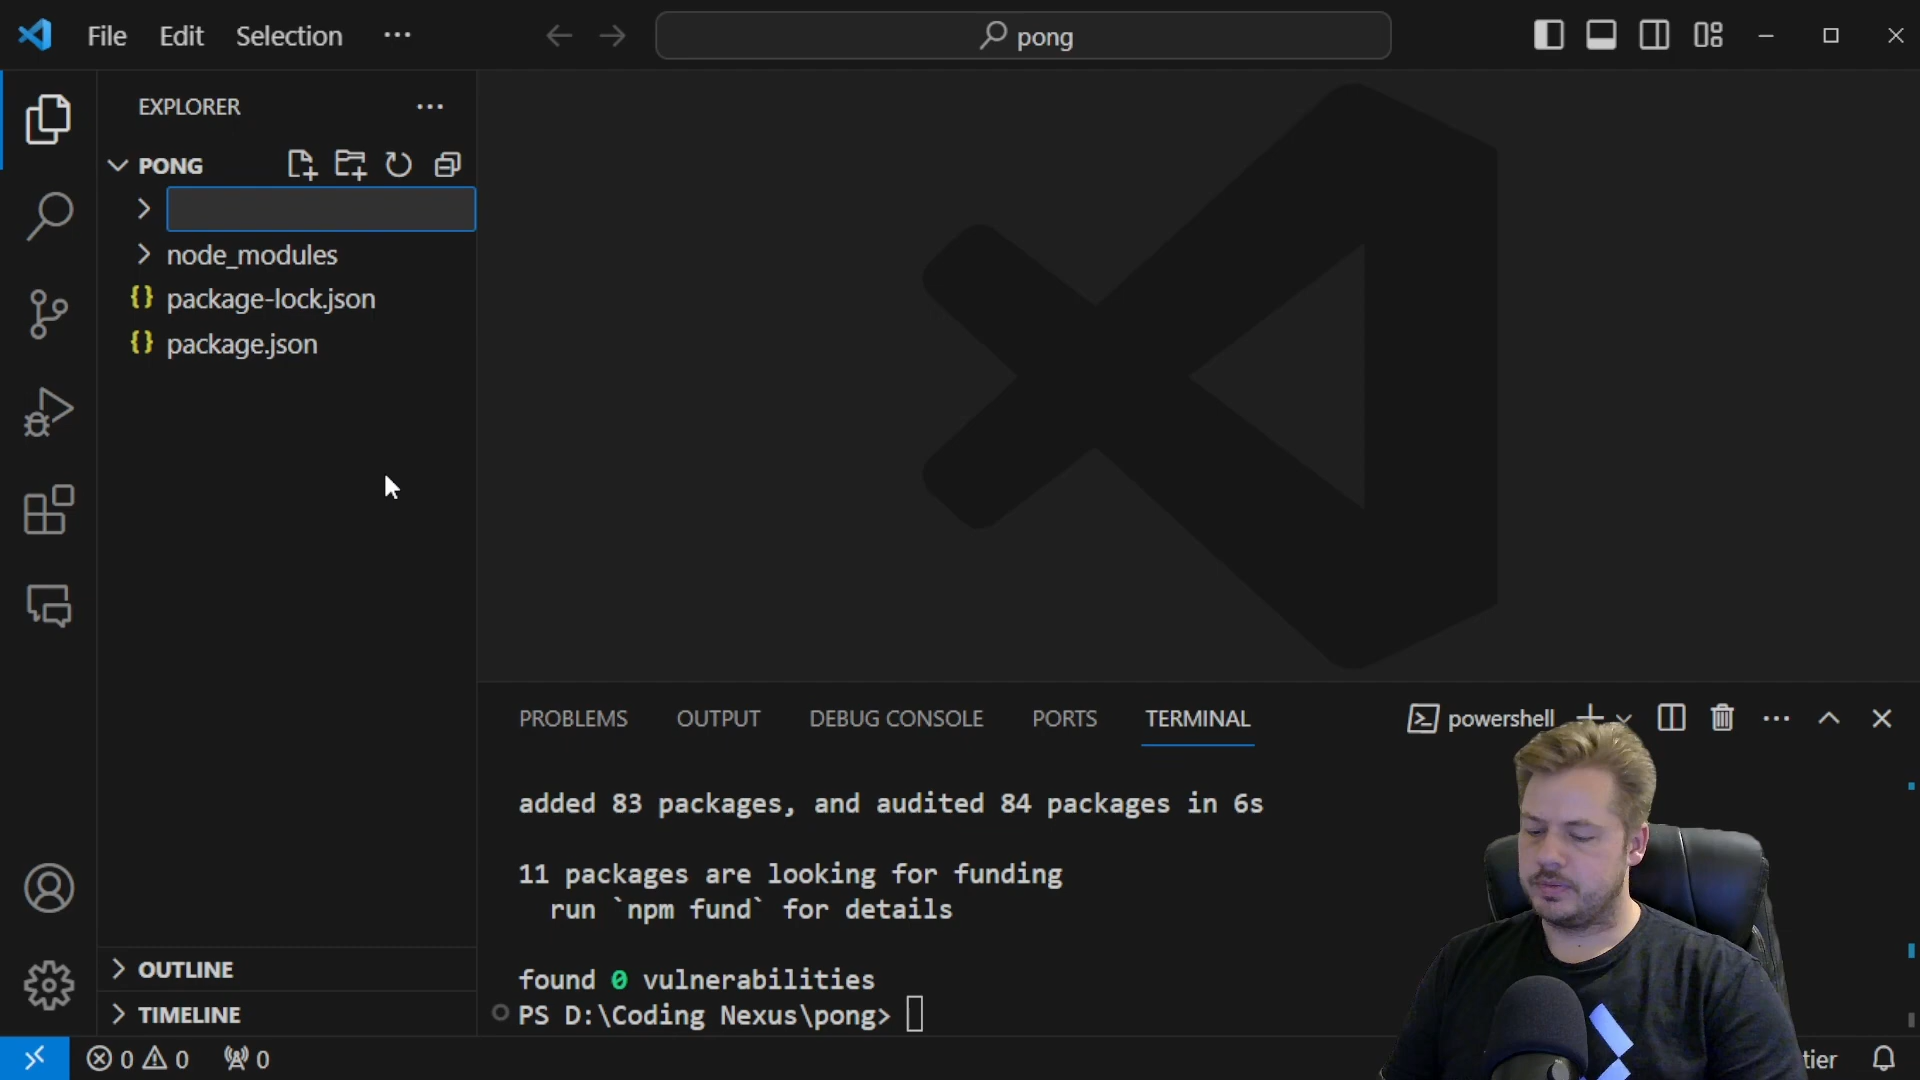 File Edit Selection ···
pong
EXPLORER
PONG
node_modules
{} package-lock.json
{} package.json
OUTLINE
TIMELINE
PROBLEMS OUTPUT DEBUG CONSOLE PORTS TERMINAL
powershell
added 83 packages, and audited 84 packages in 6s
11 packages are looking for funding
run `npm fund` for details
found 0 vulnerabilities
PS D:\Coding Nexus\pong>
0 0 0